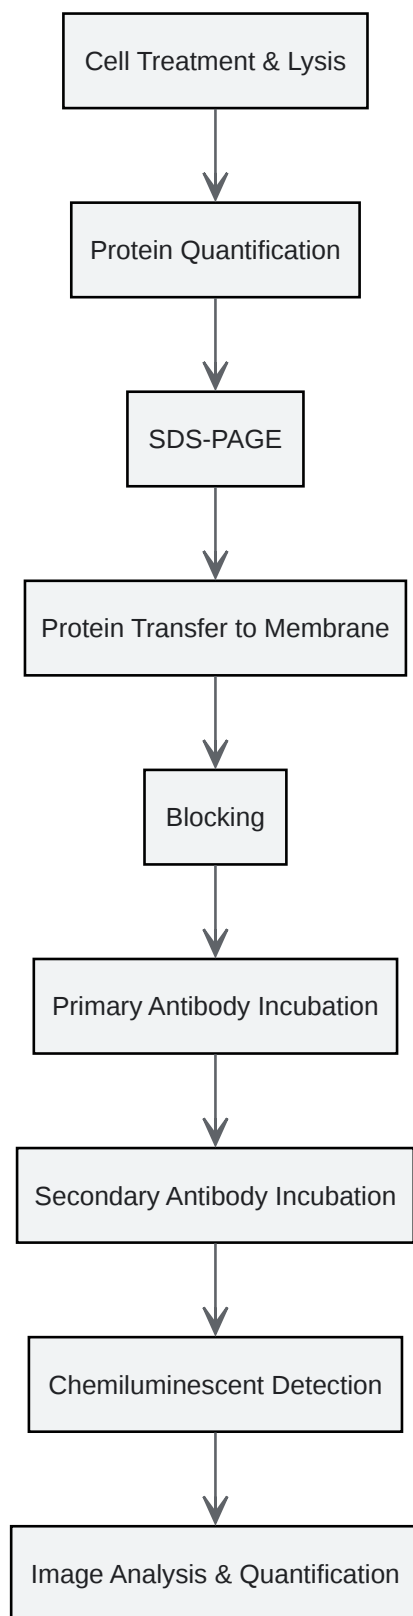 Cell Treatment & Lysis
Protein Quantification
SDS-PAGE
Protein Transfer to Membrane
Blocking
Primary Antibody Incubation
Secondary Antibody Incubation
Chemiluminescent Detection
Image Analysis & Quantification